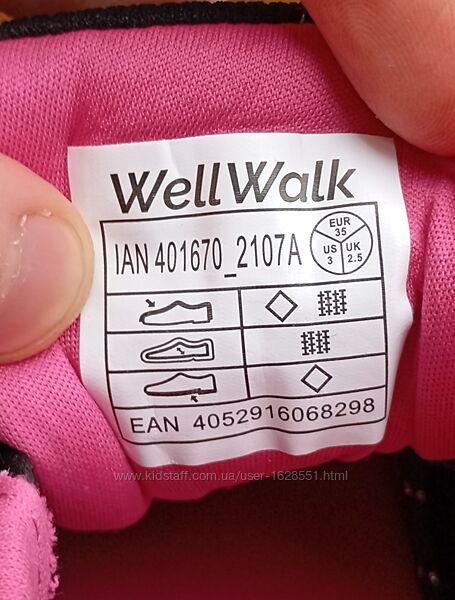 WellWalk
IAN 401670_2107A
EUR
35
US
3
UK
2.5
EAN 4052916068298
www.kidstaff.com.ua/user-1628551.html